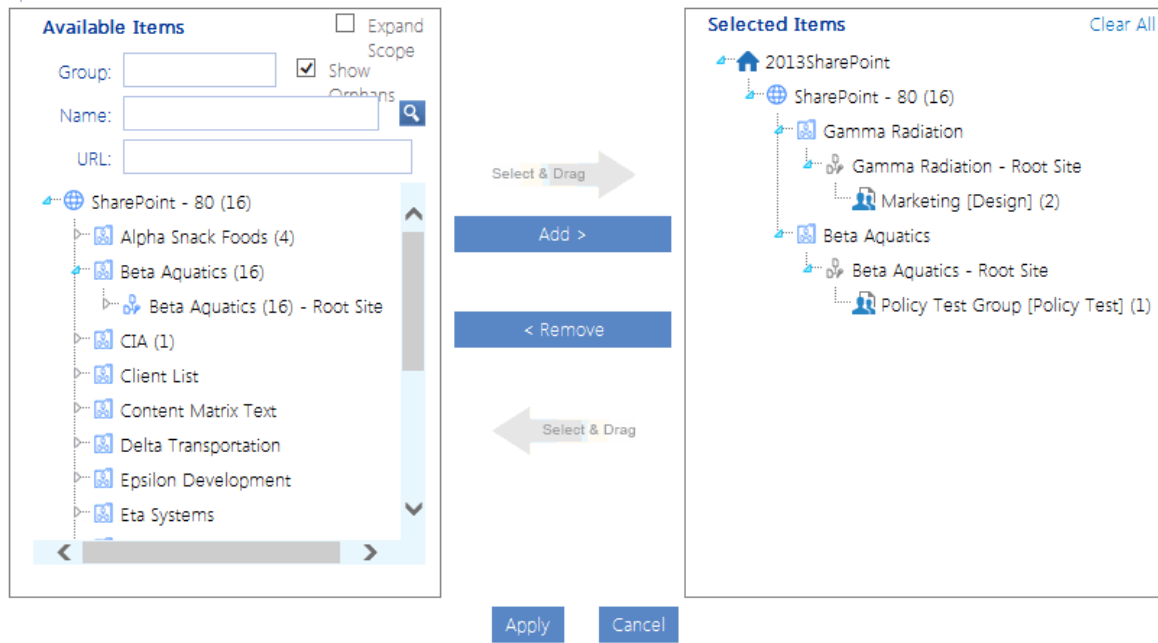 Available Items
Expand
Scope
Group:
Show
Orphans
Name:
URL:
SharePoint - 80 (16)
Alpha Snack Foods (4)
Beta Aquatics (16)
Beta Aquatics (16) - Root Site
CIA (1)
Client List
Content Matrix Text
Delta Transportation
Epsilon Development
Eta Systems
Select & Drag
Add >
< Remove
Select & Drag
Selected Items
Clear All
2013SharePoint
SharePoint - 80 (16)
Gamma Radiation
Gamma Radiation - Root Site
Marketing [Design] (2)
Beta Aquatics
Beta Aquatics - Root Site
Policy Test Group [Policy Test] (1)
Apply
Cancel